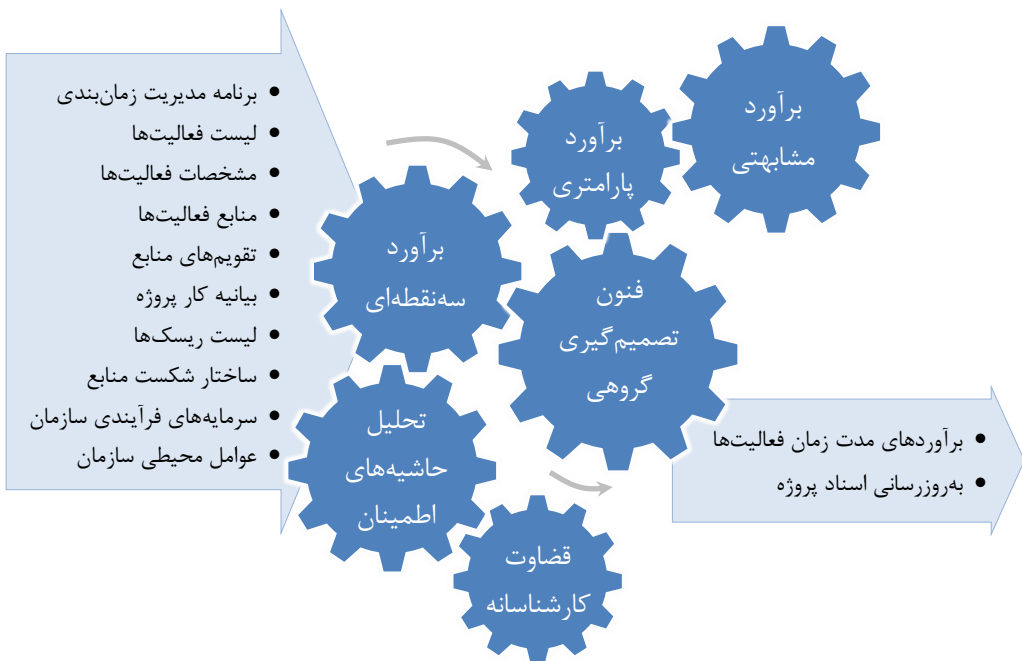 • برنامه مدیریت زمان‌بندی
• لیست فعالیت‌ها
• مشخصات فعالیت‌ها
• منابع فعالیت‌ها
• تقویم‌های منابع
• بیانیه کار پروژه
• لیست ریسک‌ها
• ساختار شکست منابع
• سرمایه‌های فرآیندی سازمان
• عوامل محیطی سازمان
برآورد
مشابهتی
برآورد
پارامتری
برآورد
سه‌نقطه‌ای
فنون
تصمیم‌گیری
گروهی
تحلیل
حاشیه‌های
اطمینان
قضاوت
کارشناسانه
• برآوردهای مدت زمان فعالیت‌ها
• به‌روزرسانی اسناد پروژه